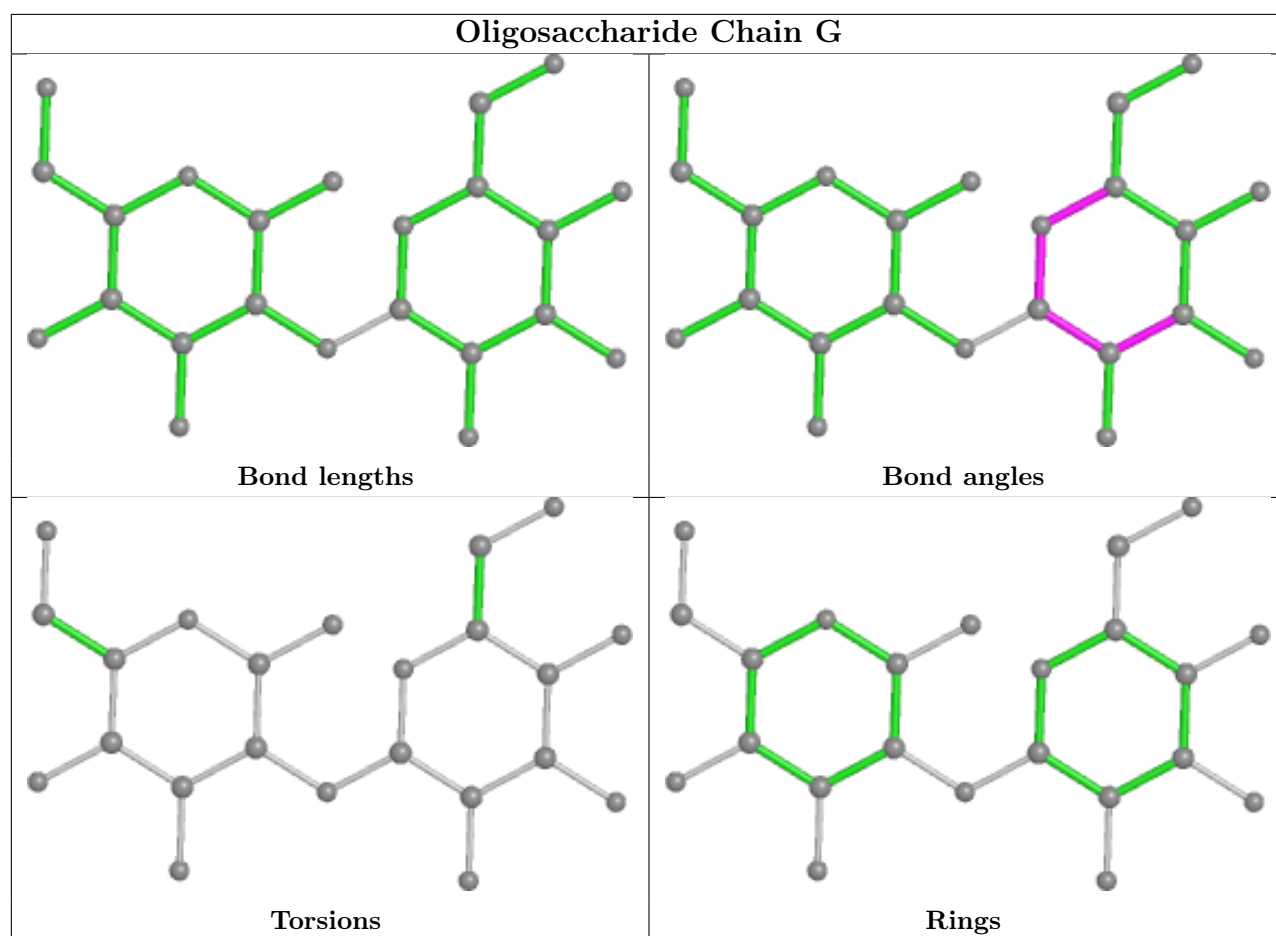 Oligosaccharide Chain G
Bond lengths
Bond angles
Torsions
Rings